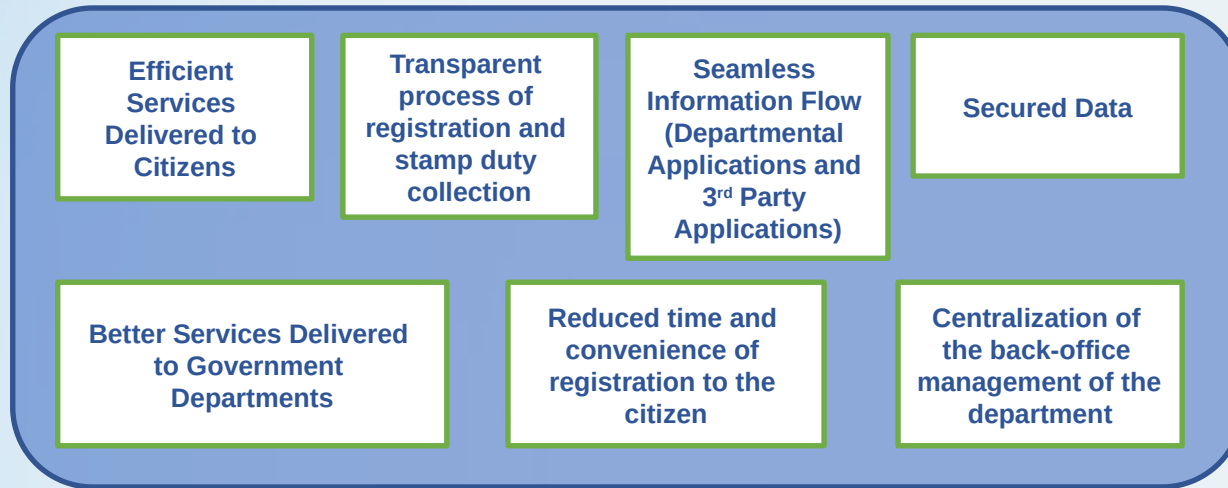 Efficient
Services
Delivered to
Citizens
Transparent
process of
registration and
stamp duty
collection
Seamless
Information Flow
(Departmental
Applications and
3rd Party
Applications)
Secured Data
Better Services Delivered
to Government
Departments
Reduced time and
convenience of
registration to the
citizen
Centralization of
the back-office
management of the
department